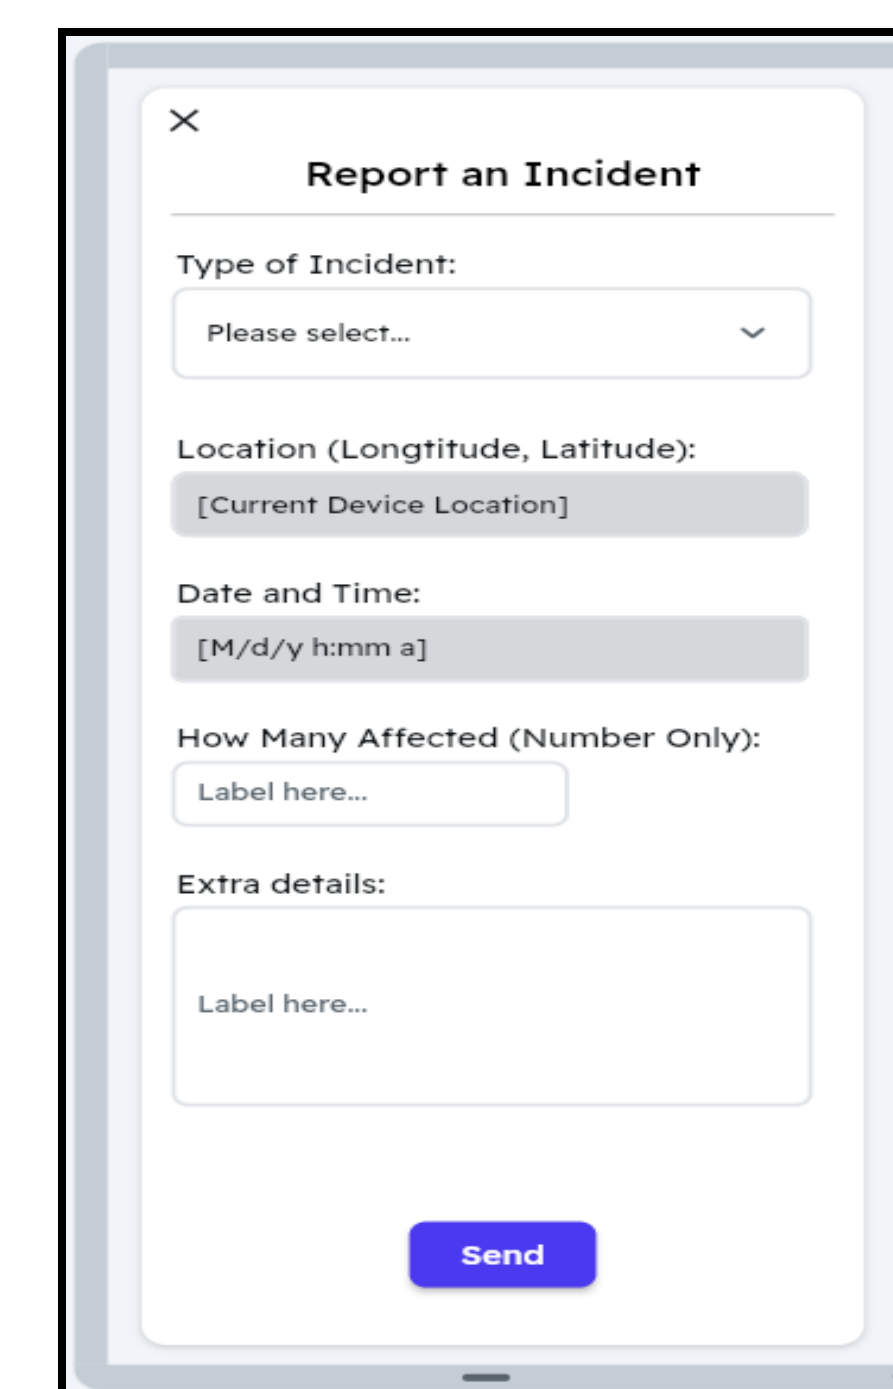 Report an Incident
Type of Incident:
Please select...
Location (Longtitude, Latitude):
[Current Device Location]
Date and Time:
[M/d/y h:mm a]
How Many Affected (Number Only):
Label here...
Extra details:
Label here...
Send